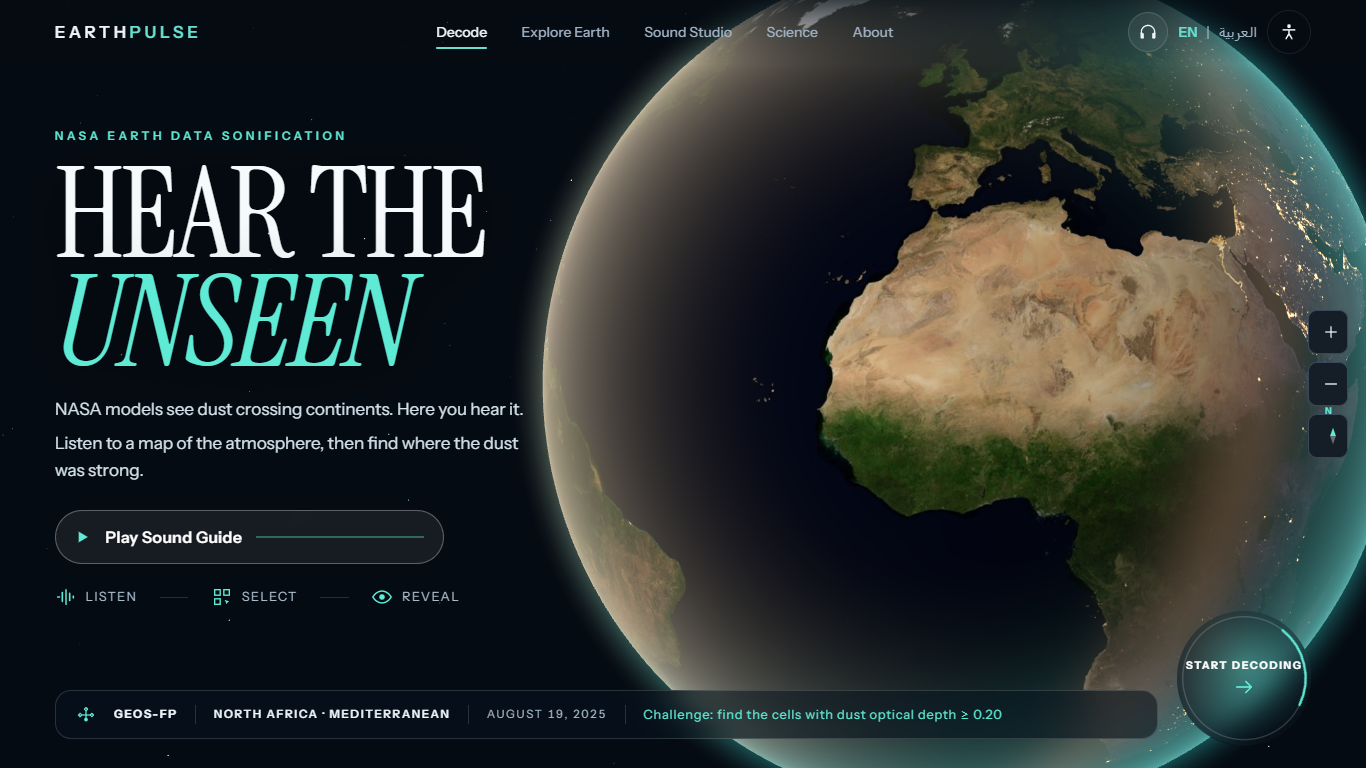 EARTHPULSE
Decode
Explore Earth
Sound Studio
Science
About
EN | العربية
NASA EARTH DATA SONIFICATION
HEAR THE
UNSEEN
NASA models see dust crossing continents. Here you hear it.
Listen to a map of the atmosphere, then find where the dust
was strong.
Play Sound Guide
LISTEN
SELECT
REVEAL
+
−
N
START DECODING
GEOS-FP
NORTH AFRICA · MEDITERRANEAN
AUGUST 19, 2025
Challenge: find the cells with dust optical depth ≥ 0.20